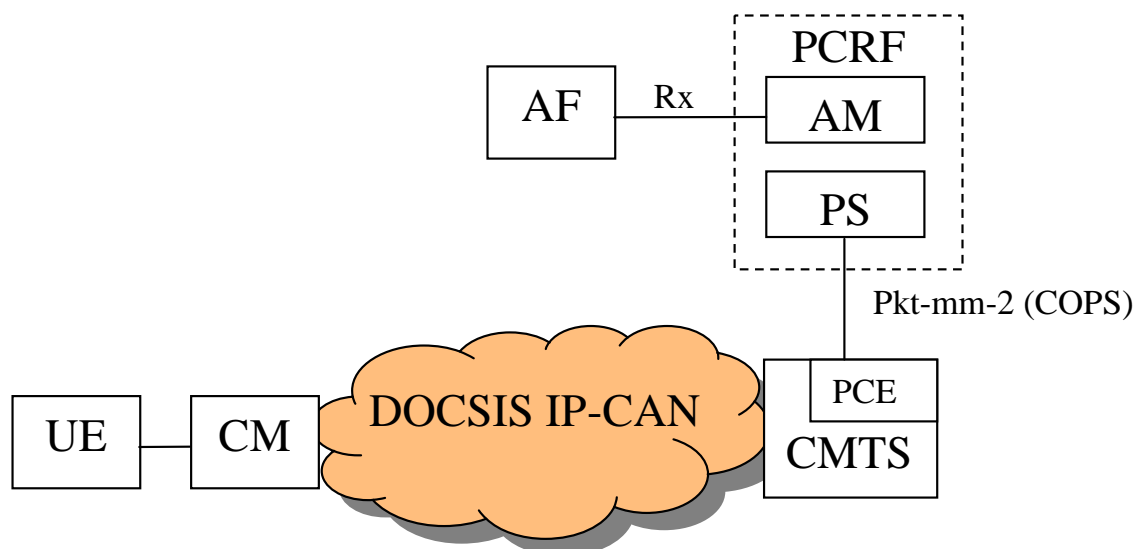 PCRF
AF
Rx
AM
PS
Pkt-mm-2 (COPS)
PCE
DOCSIS IP-CAN
UE
CM
CMTS